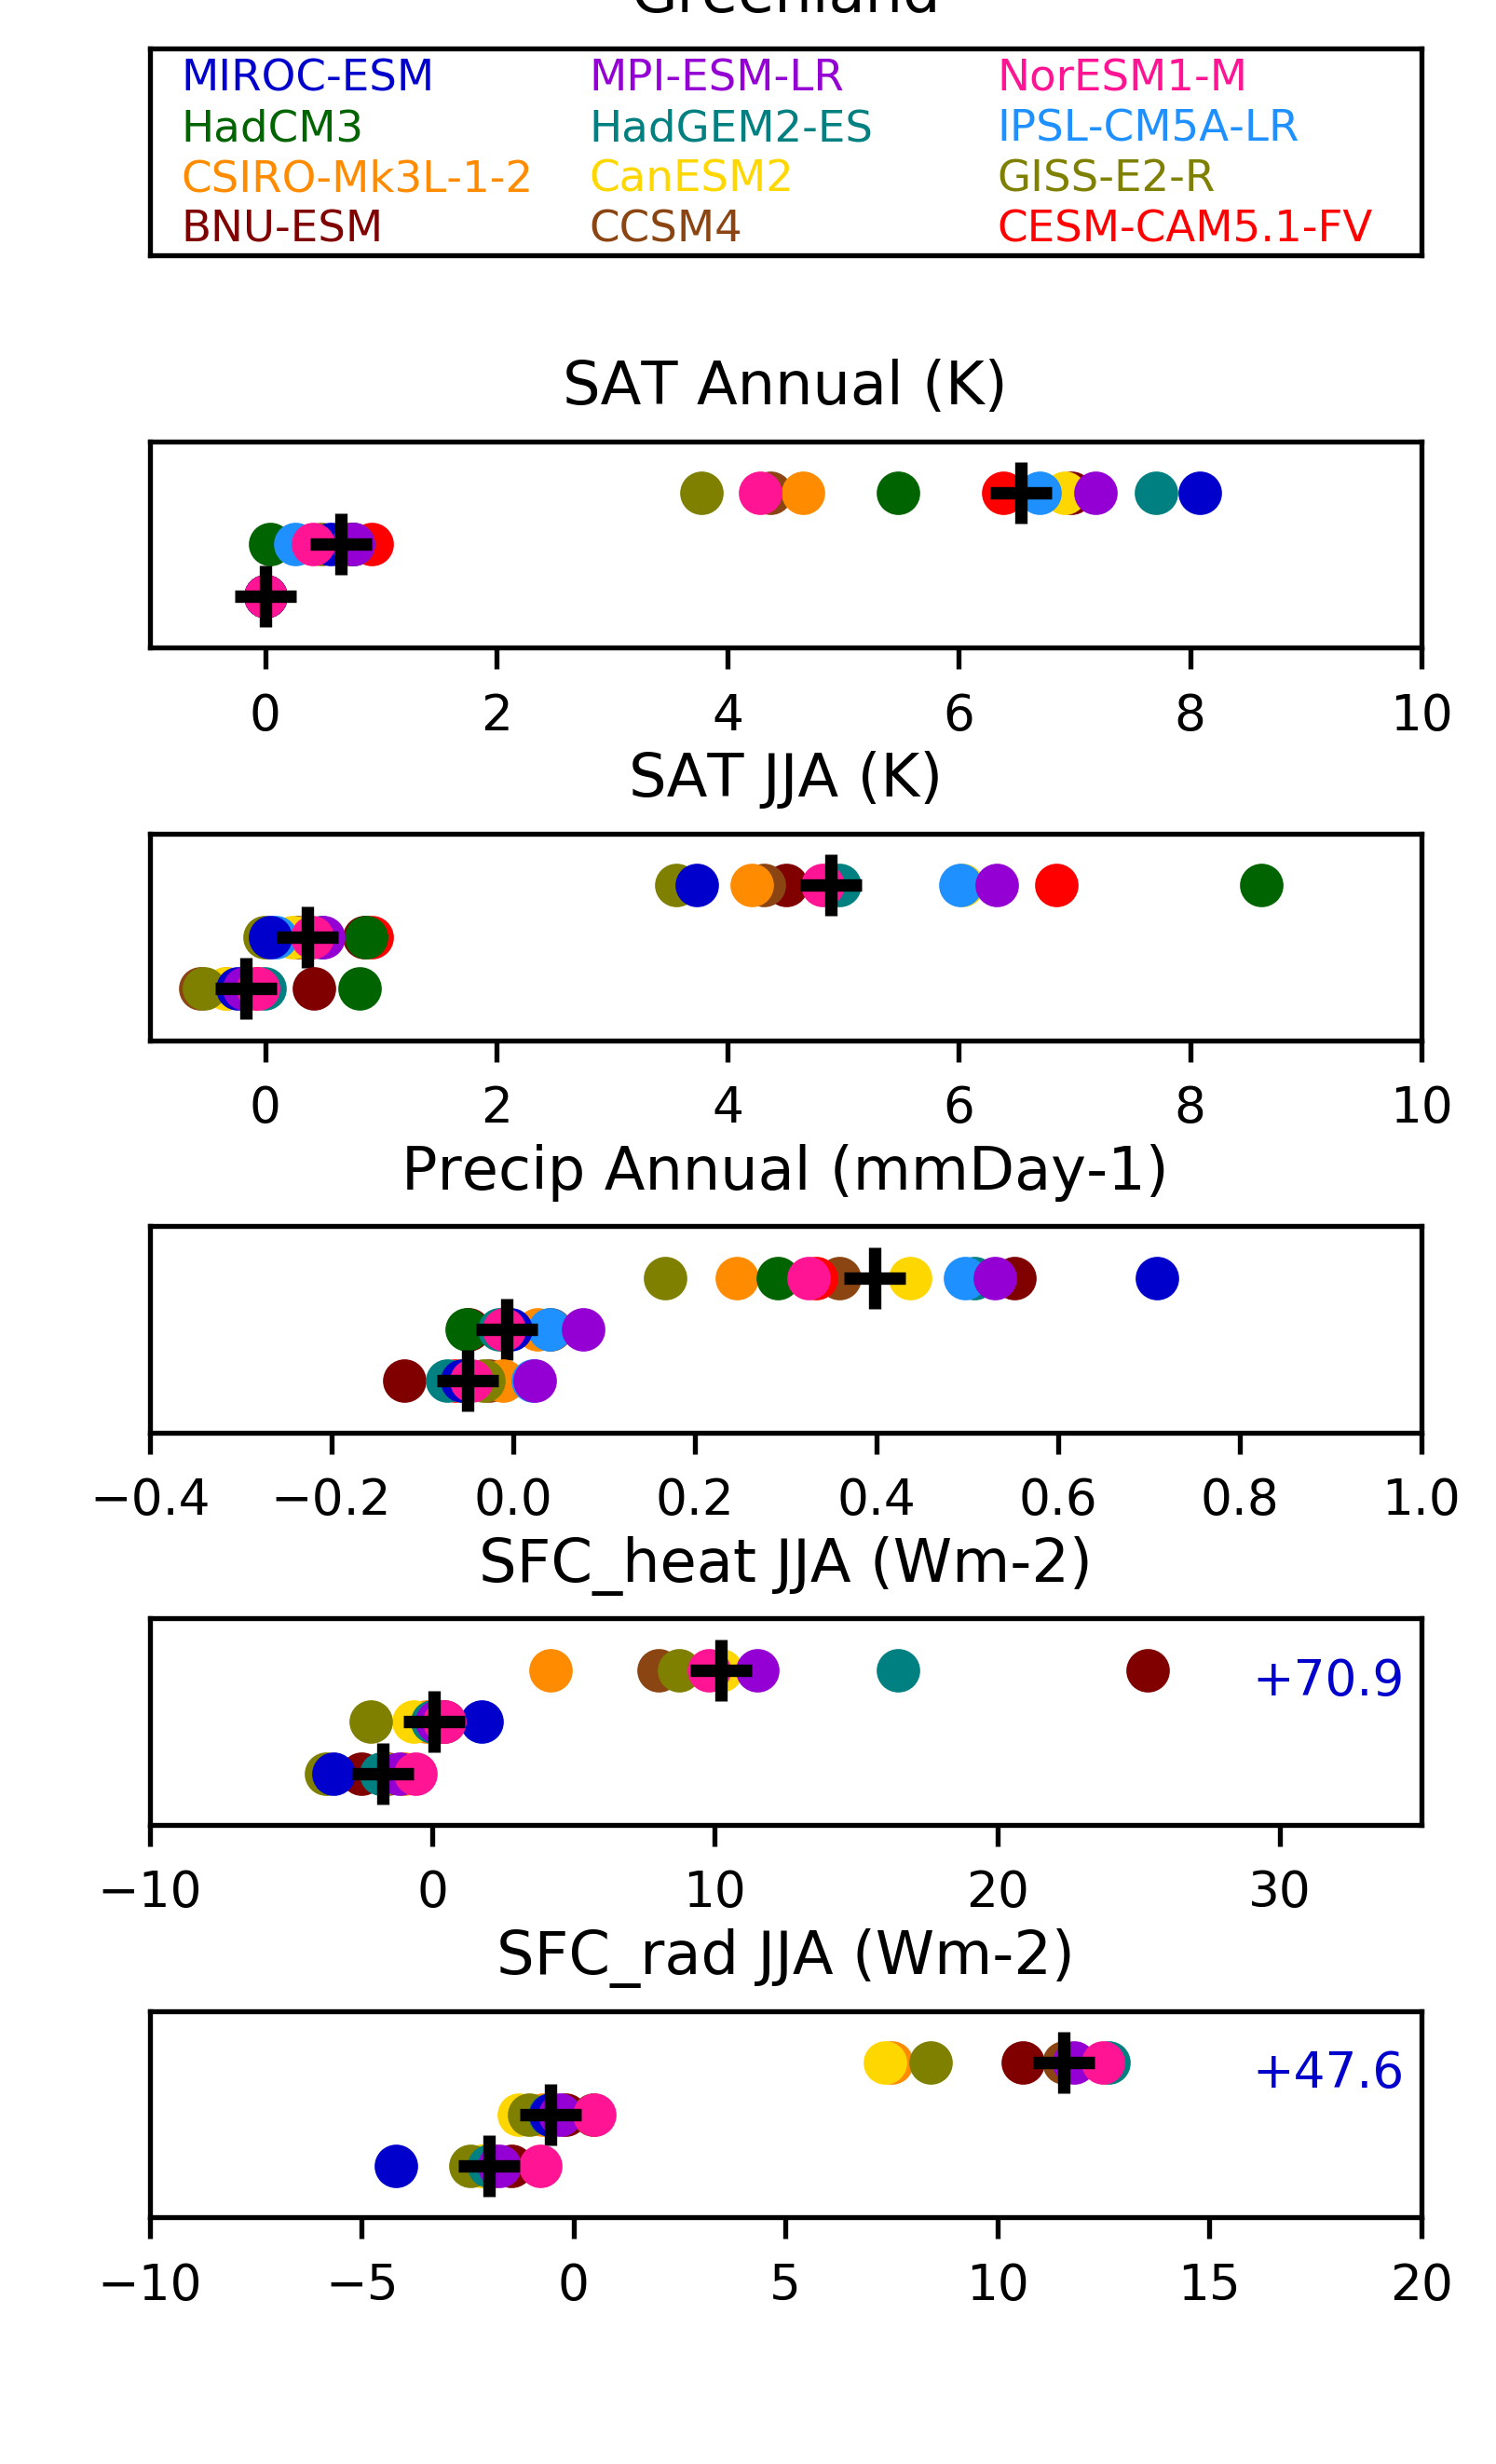 Greenland
MIROC-ESM MPI-ESM-LR NorESM1-M
HadCM3 HadGEM2-ES IPSL-CM5A-LR
CSIRO-Mk3L-1-2 CanESM2 GISS-E2-R
BNU-ESM CCSM4 CESM-CAM5.1-FV
SAT Annual (K)
0 2 4 6 8 10
SAT JJA (K)
0 2 4 6 8 10
Precip Annual (mmDay-1)
−0.4 −0.2 0.0 0.2 0.4 0.6 0.8 1.0
SFC_heat JJA (Wm-2)
+70.9
−10 0 10 20 30
SFC_rad JJA (Wm-2)
+47.6
−10 −5 0 5 10 15 20